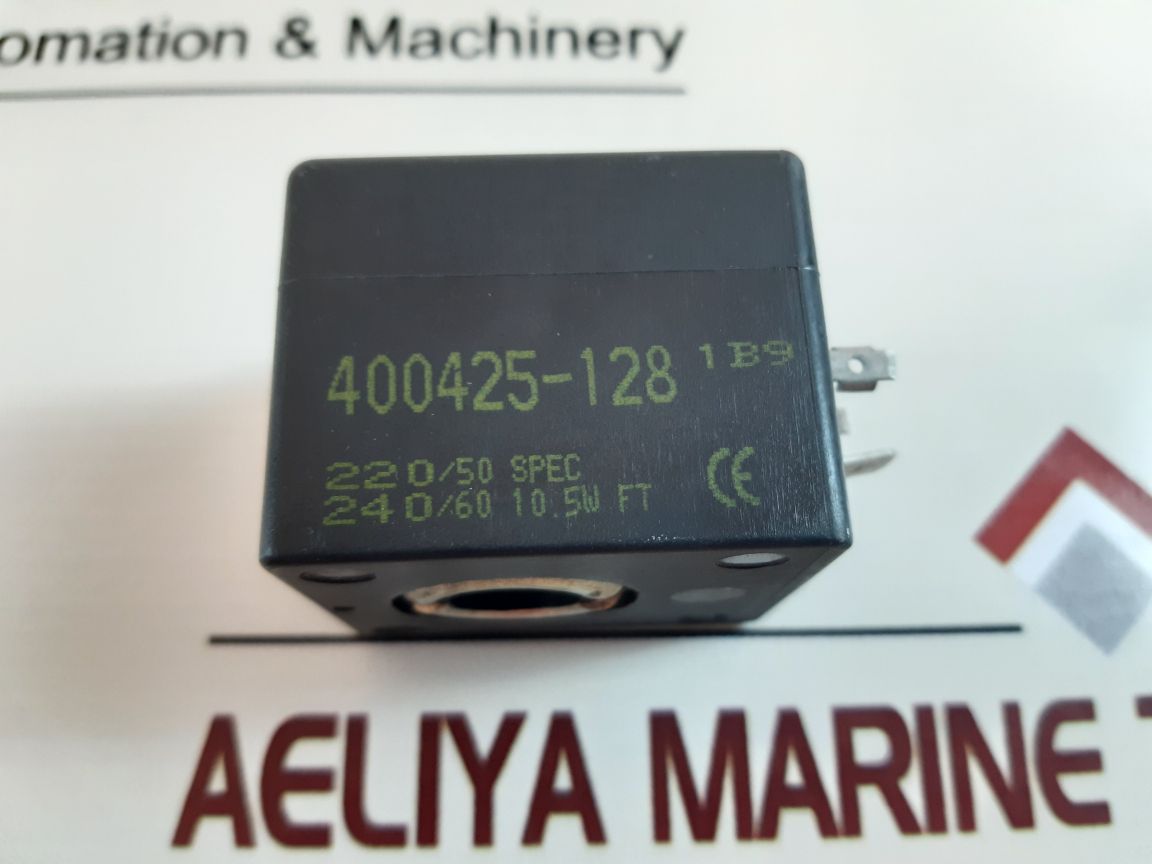 omation & Machinery
400425-128 1B9
220/50 SPEC
240/60 10.5W FT
CE
AELIYA MARINE T